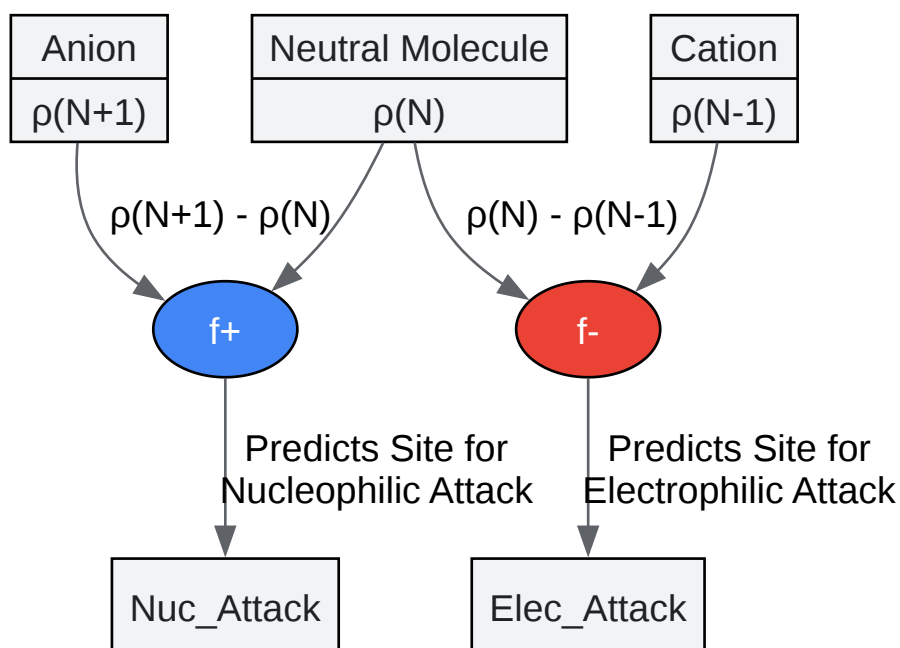 Anion
ρ(N+1)
Neutral Molecule
ρ(N)
Cation
ρ(N-1)
ρ(N+1) - ρ(N)
ρ(N) - ρ(N-1)
f+
f-
Predicts Site for
Nucleophilic Attack
Predicts Site for
Electrophilic Attack
Nuc_Attack
Elec_Attack